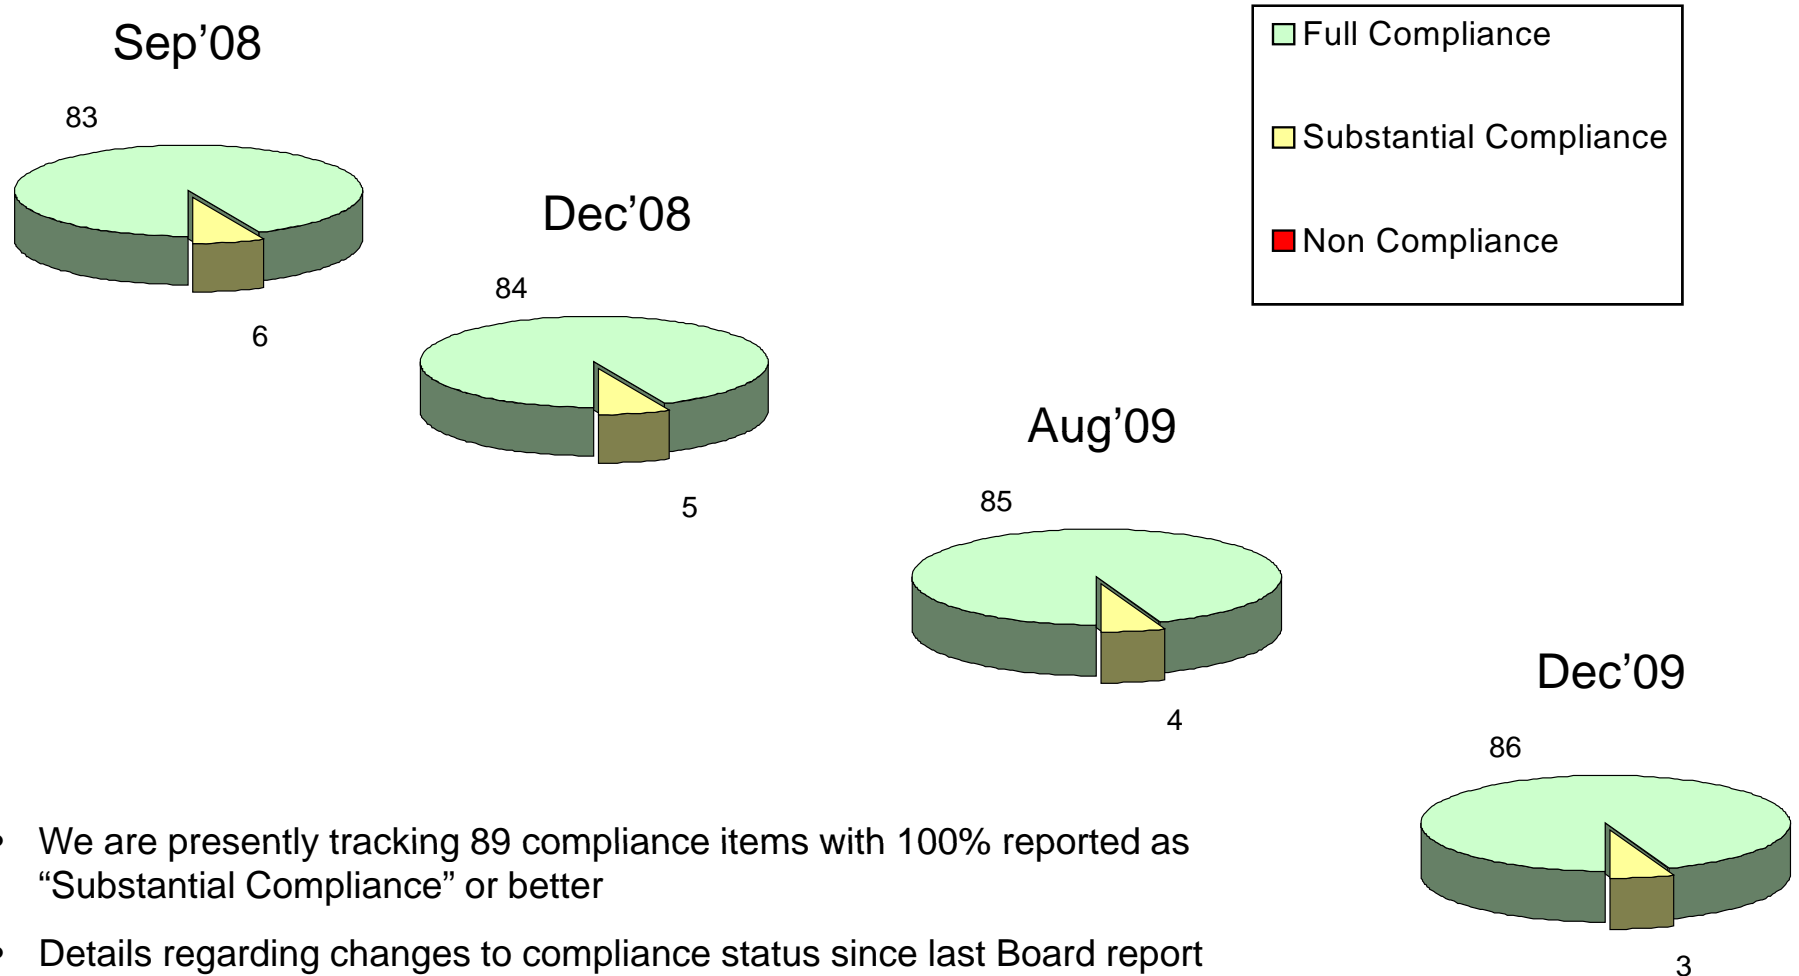 Sep’08
83
6
Dec’08
84
5
Aug’09
85
4
Dec’09
86
3
Full Compliance
Substantial Compliance
Non Compliance
• We are presently tracking 89 compliance items with 100% reported as
“Substantial Compliance” or better
• Details regarding changes to compliance status since last Board report